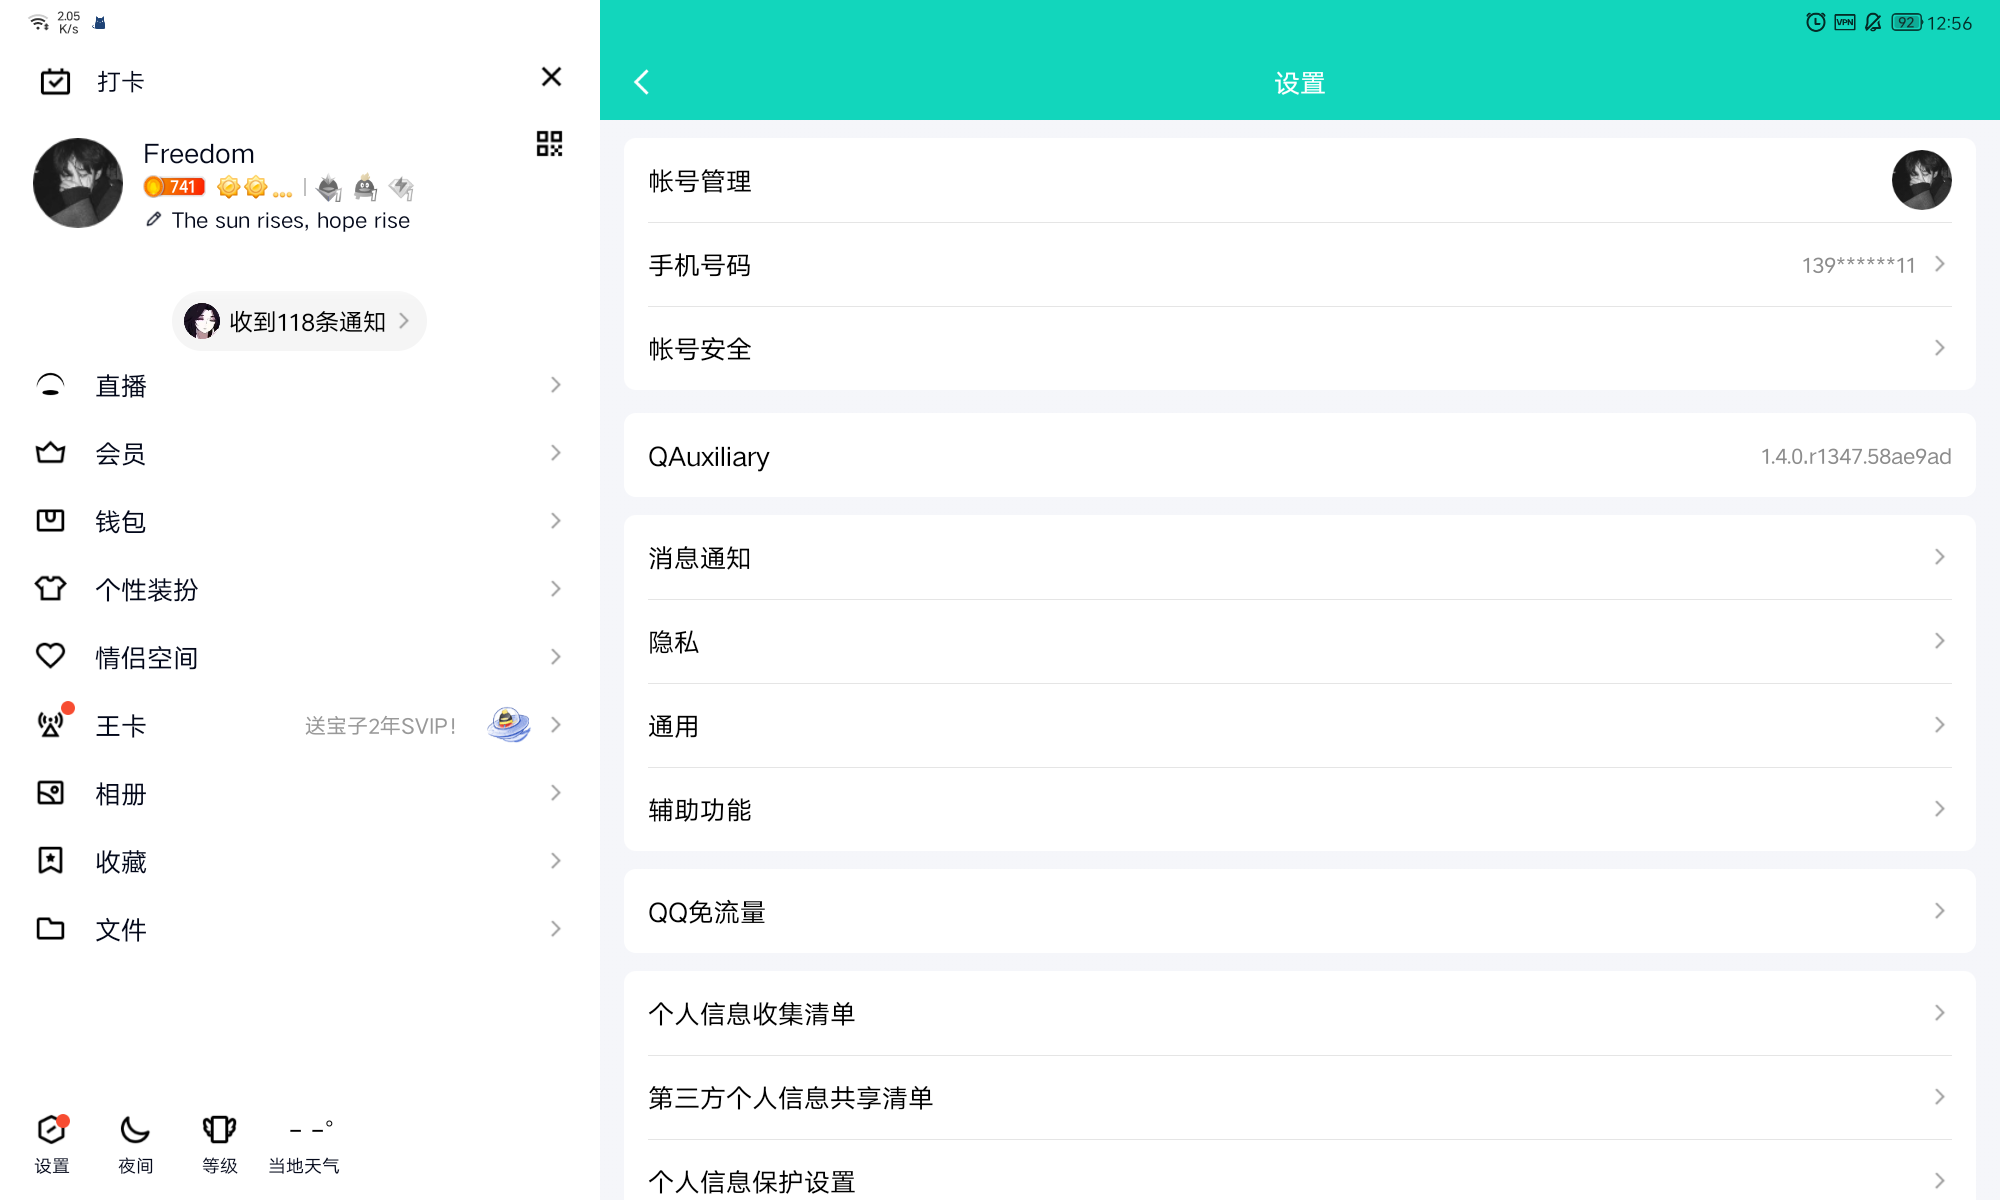 2.05
K/s
VPN
92
12:56
打卡
Freedom
741
...
The sun rises, hope rise
收到118条通知
直播
会员
钱包
个性装扮
情侣空间
王卡
送宝子2年SVIP!
相册
收藏
文件
设置
夜间
等级
– –°
当地天气
设置
帐号管理
手机号码
139******11
帐号安全
QAuxiliary
1.4.0.r1347.58ae9ad
消息通知
隐私
通用
辅助功能
QQ免流量
个人信息收集清单
第三方个人信息共享清单
个人信息保护设置